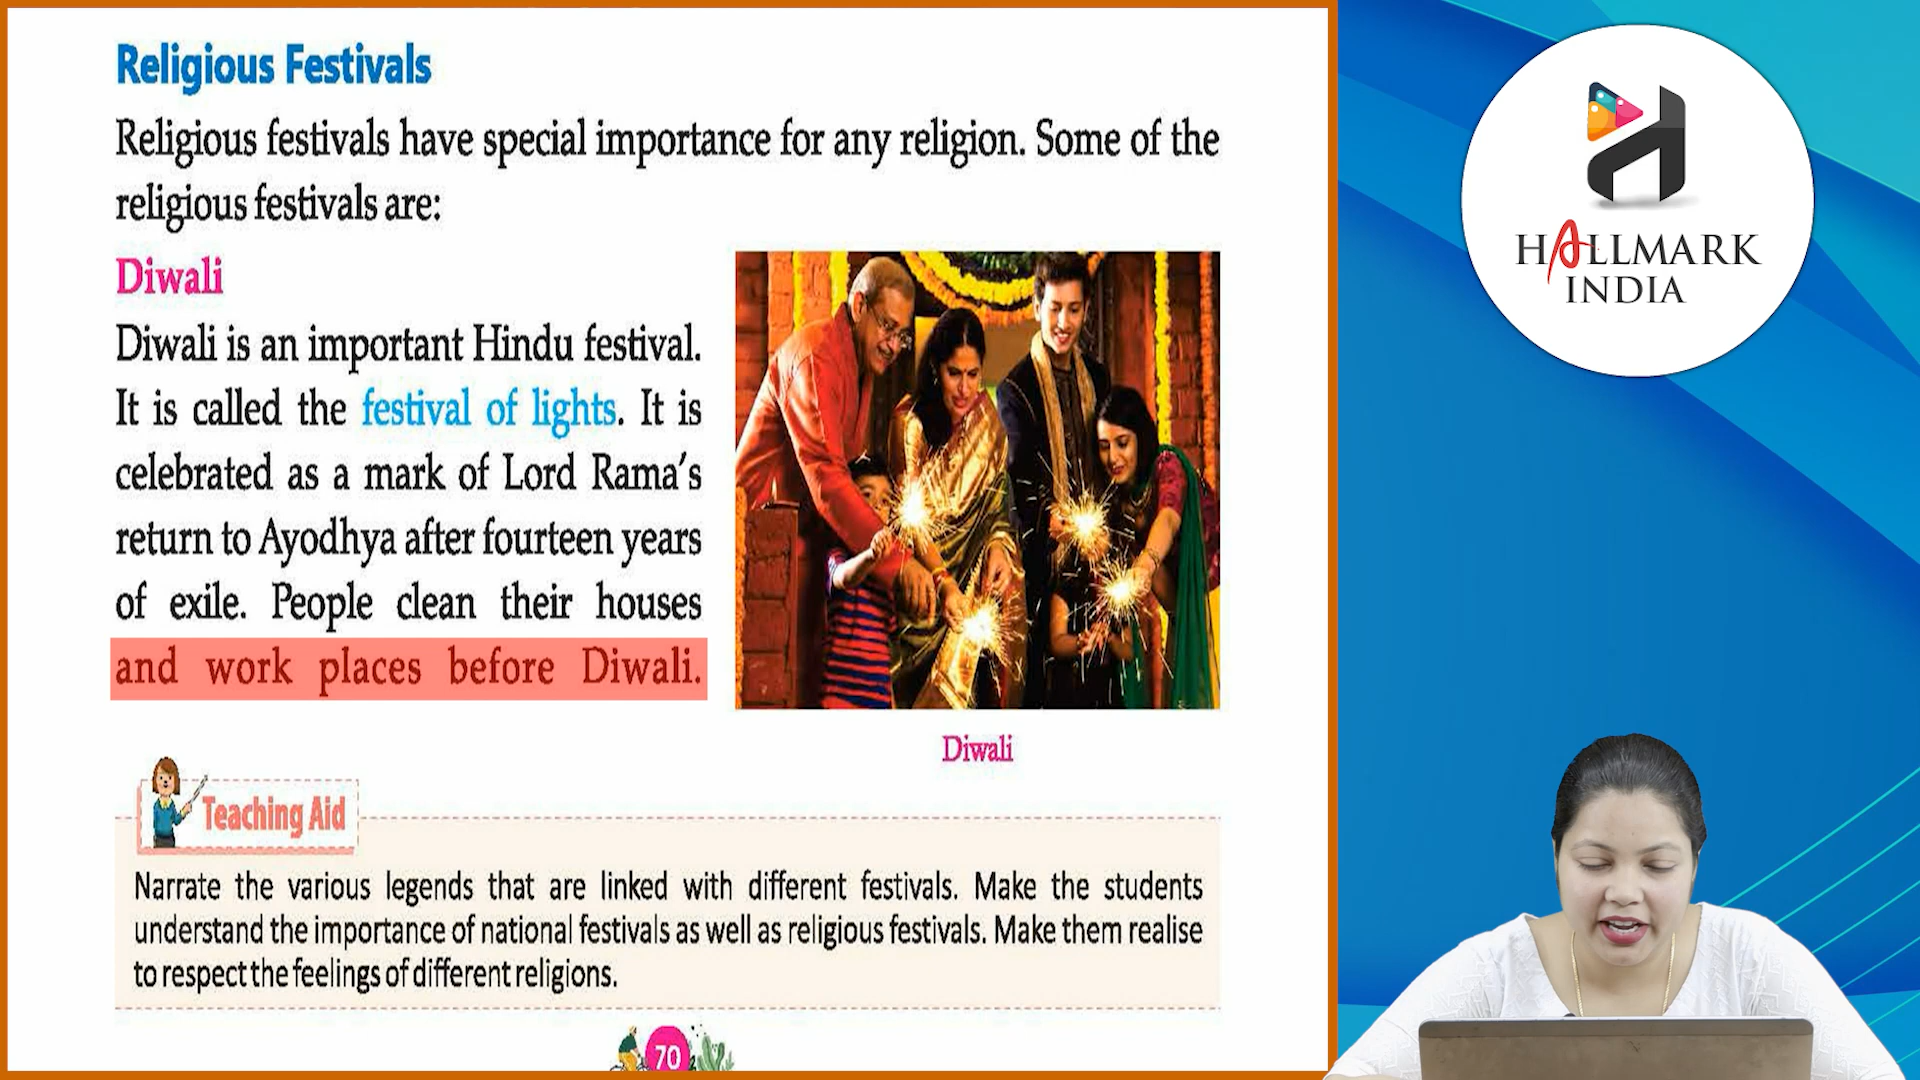 Religious Festivals
Religious festivals have special importance for any religion. Some of the
religious festivals are:
Diwali
Diwali is an important Hindu festival.
It is called the festival of lights. It is
celebrated as a mark of Lord Rama's
return to Ayodhya after fourteen years
of exile. People clean their houses
and work places before Diwali.
Diwali
Teaching Aid
Narrate the various legends that are linked with different festivals. Make the students
understand the importance of national festivals as well as religious festivals. Make them realise
to respect the feelings of different religions.
70
HALLMARK
INDIA